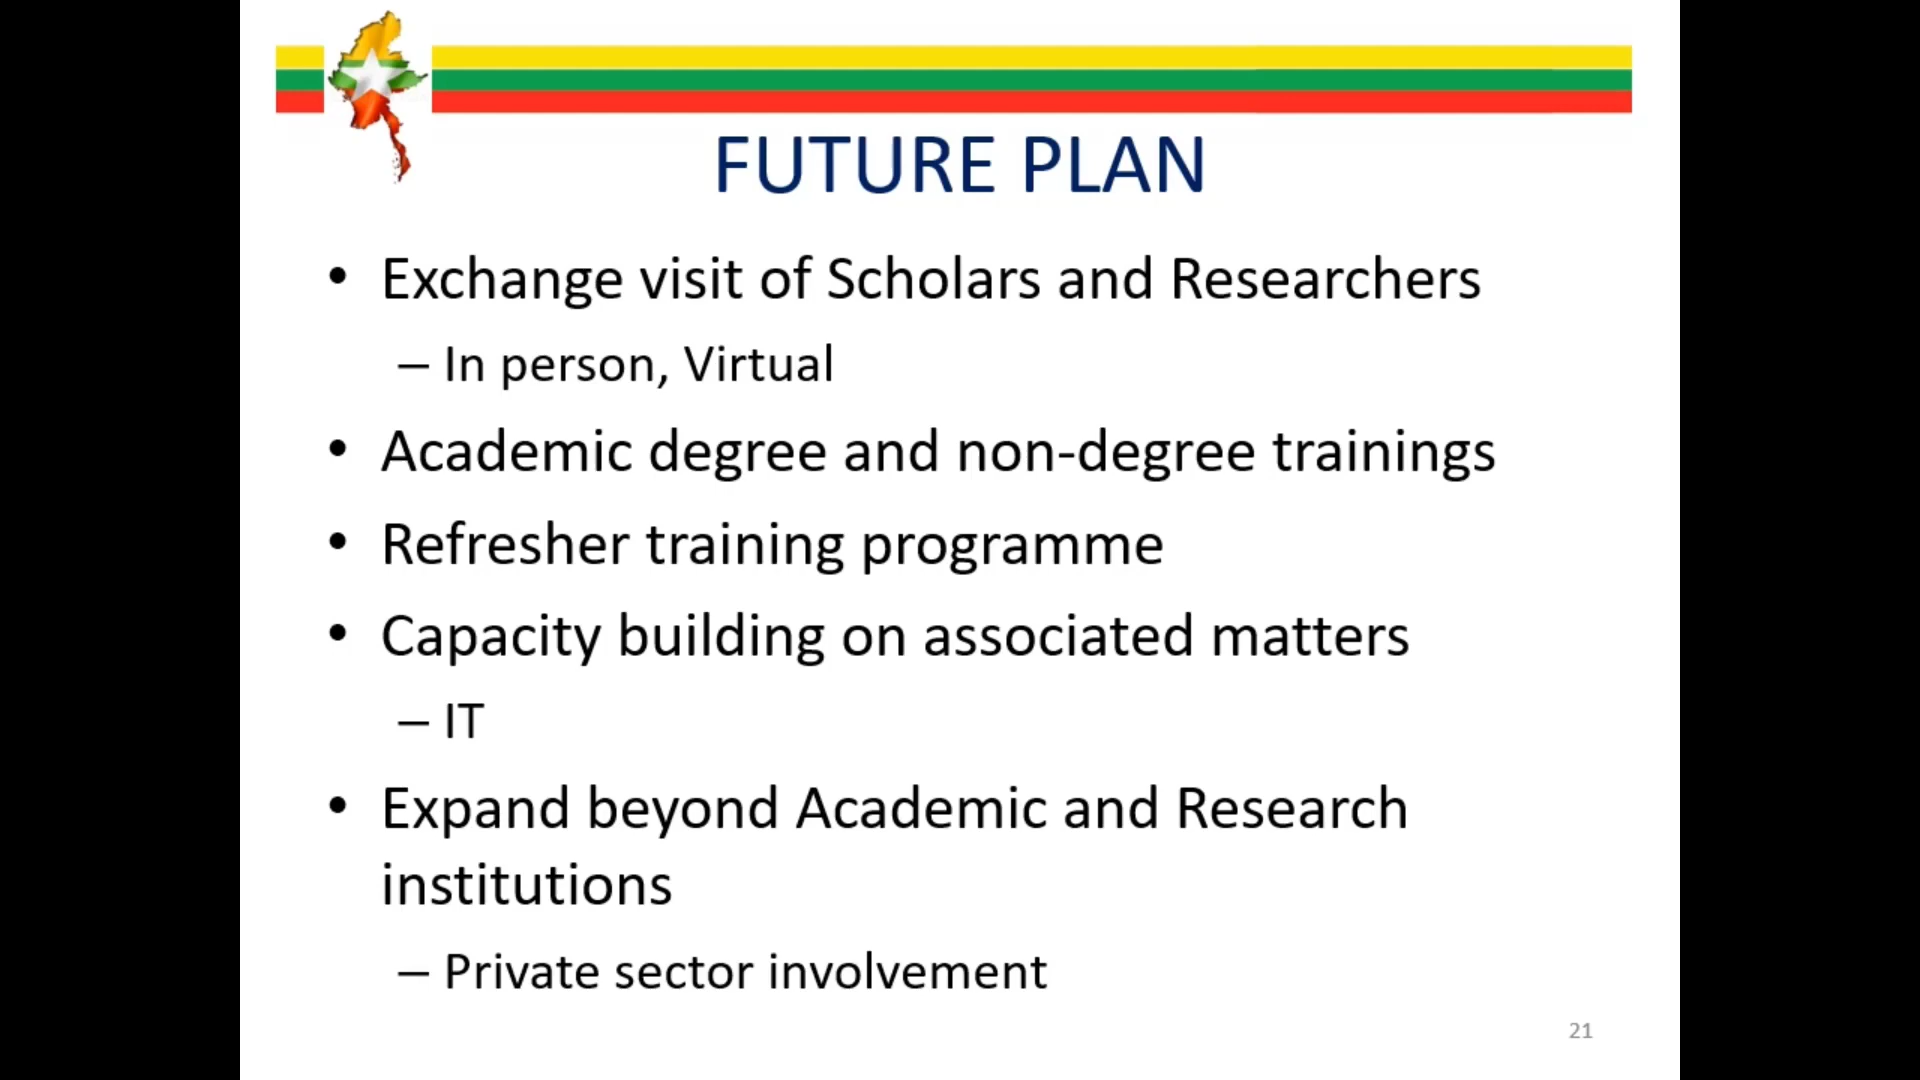 FUTURE PLAN
• Exchange visit of Scholars and Researchers
– In person, Virtual
• Academic degree and non-degree trainings
• Refresher training programme
• Capacity building on associated matters
– IT
• Expand beyond Academic and Research
institutions
– Private sector involvement
21